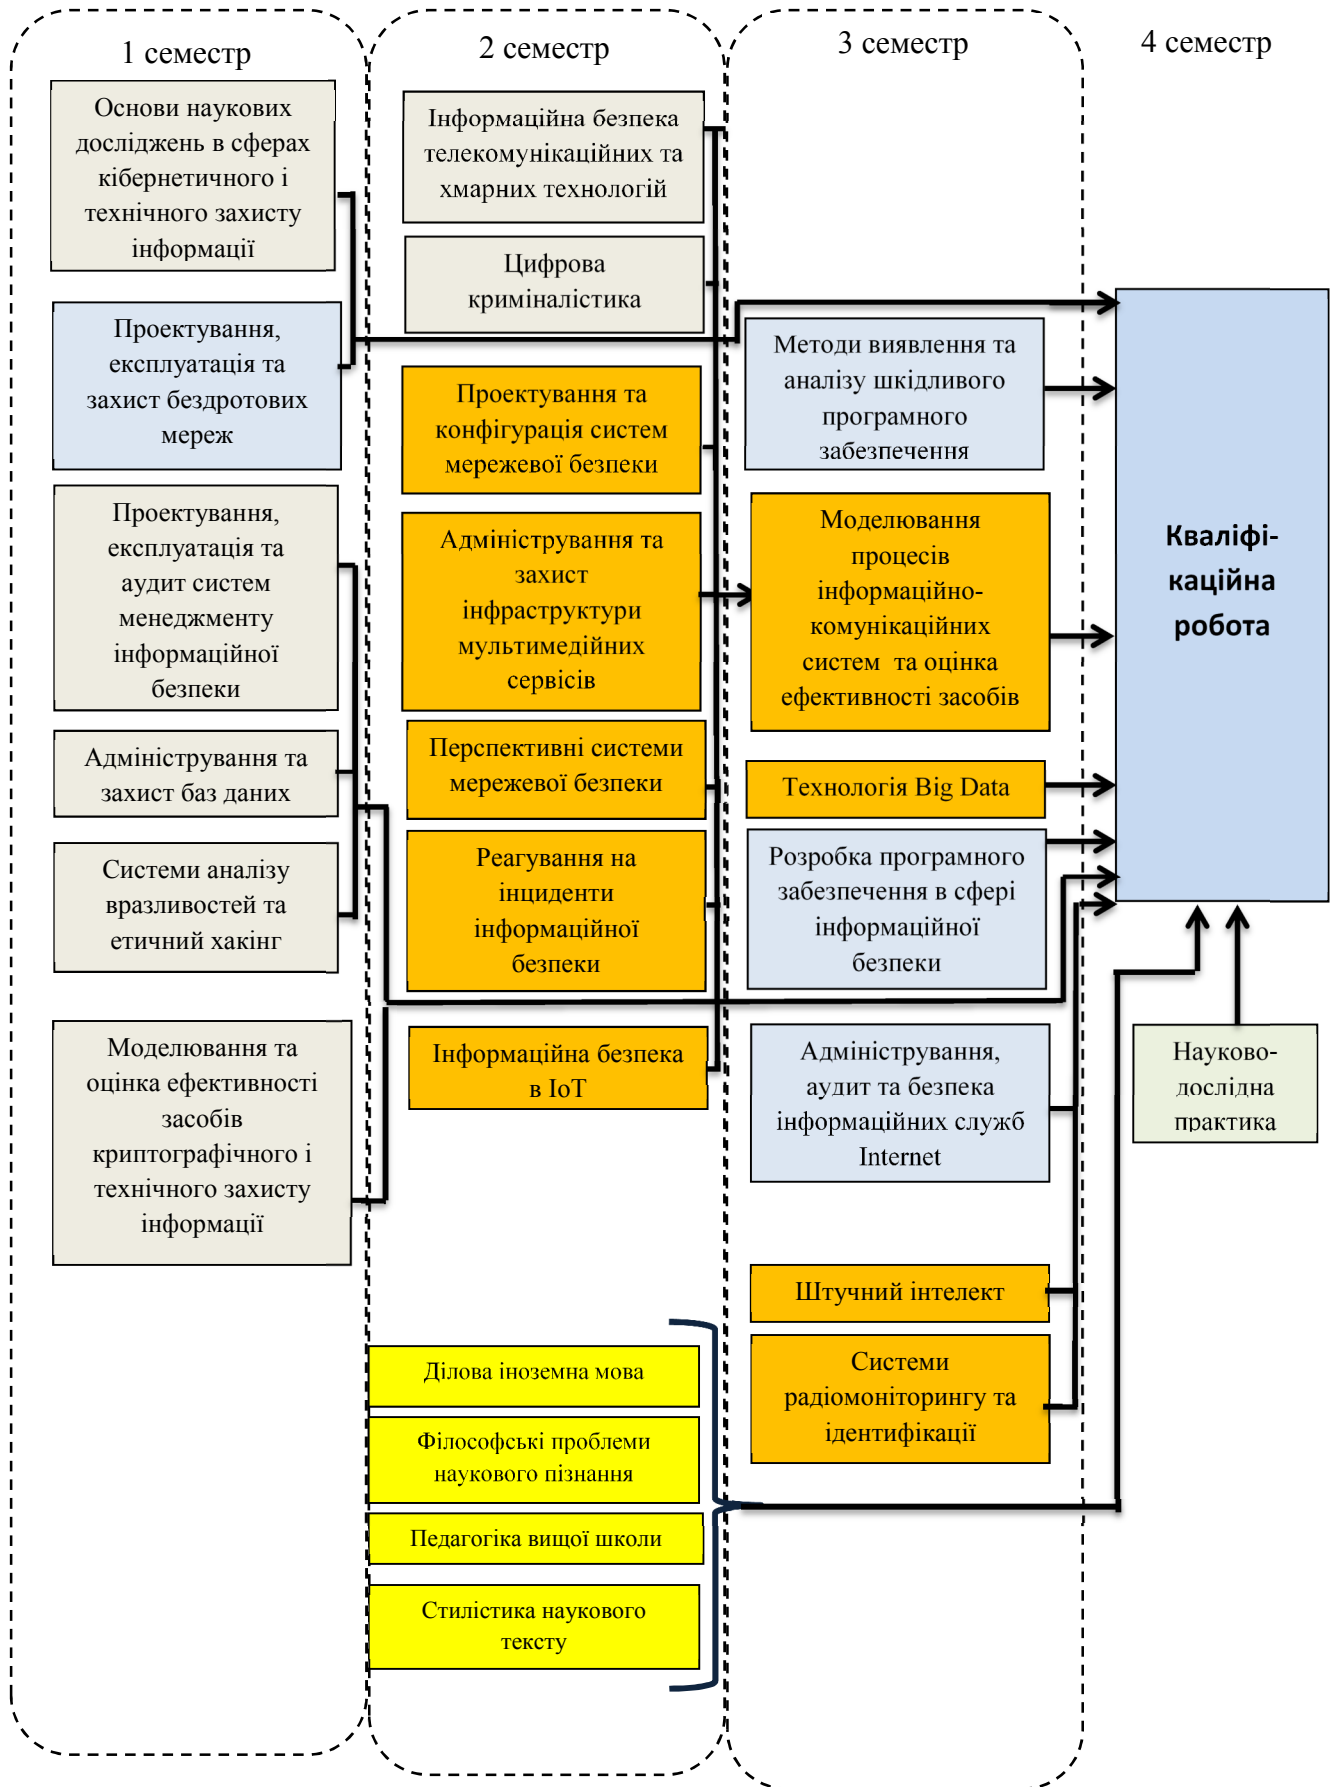 1 семестр
Основи наукових
досліджень в сферах
кібернетичного і
технічного захисту
інформації
Проектування,
експлуатація та
захист бездротових
мереж
Проектування,
експлуатація та
аудит систем
менеджменту
інформаційної
безпеки
Адміністрування та
захист баз даних
Системи аналізу
вразливостей та
етичний хакінг
Моделювання та
оцінка ефективності
засобів
криптографічного і
технічного захисту
інформації
2 семестр
Інформаційна безпека
телекомунікаційних та
хмарних технологій
Цифрова
криміналістика
Проектування та
конфігурація систем
мережевої безпеки
Адміністрування та
захист
інфраструктури
мультимедійних
сервісів
Перспективні системи
мережевої безпеки
Реагування на
інциденти
інформаційної
безпеки
Інформаційна безпека
в IoT
Ділова іноземна мова
Філософські проблеми
наукового пізнання
Педагогіка вищої школи
Стилістика наукового
тексту
3 семестр
Методи виявлення та
аналізу шкідливого
програмного
забезпечення
Моделювання
процесів
інформаційно-
комунікаційних
систем та оцінка
ефективності засобів
Технологія Big Data
Розробка програмного
забезпечення в сфері
інформаційної
безпеки
Адміністрування,
аудит та безпека
інформаційних служб
Internet
Штучний інтелект
Системи
радіомоніторингу та
ідентифікації
4 семестр
Кваліфі-
каційна
робота
Науково-
дослідна
практика